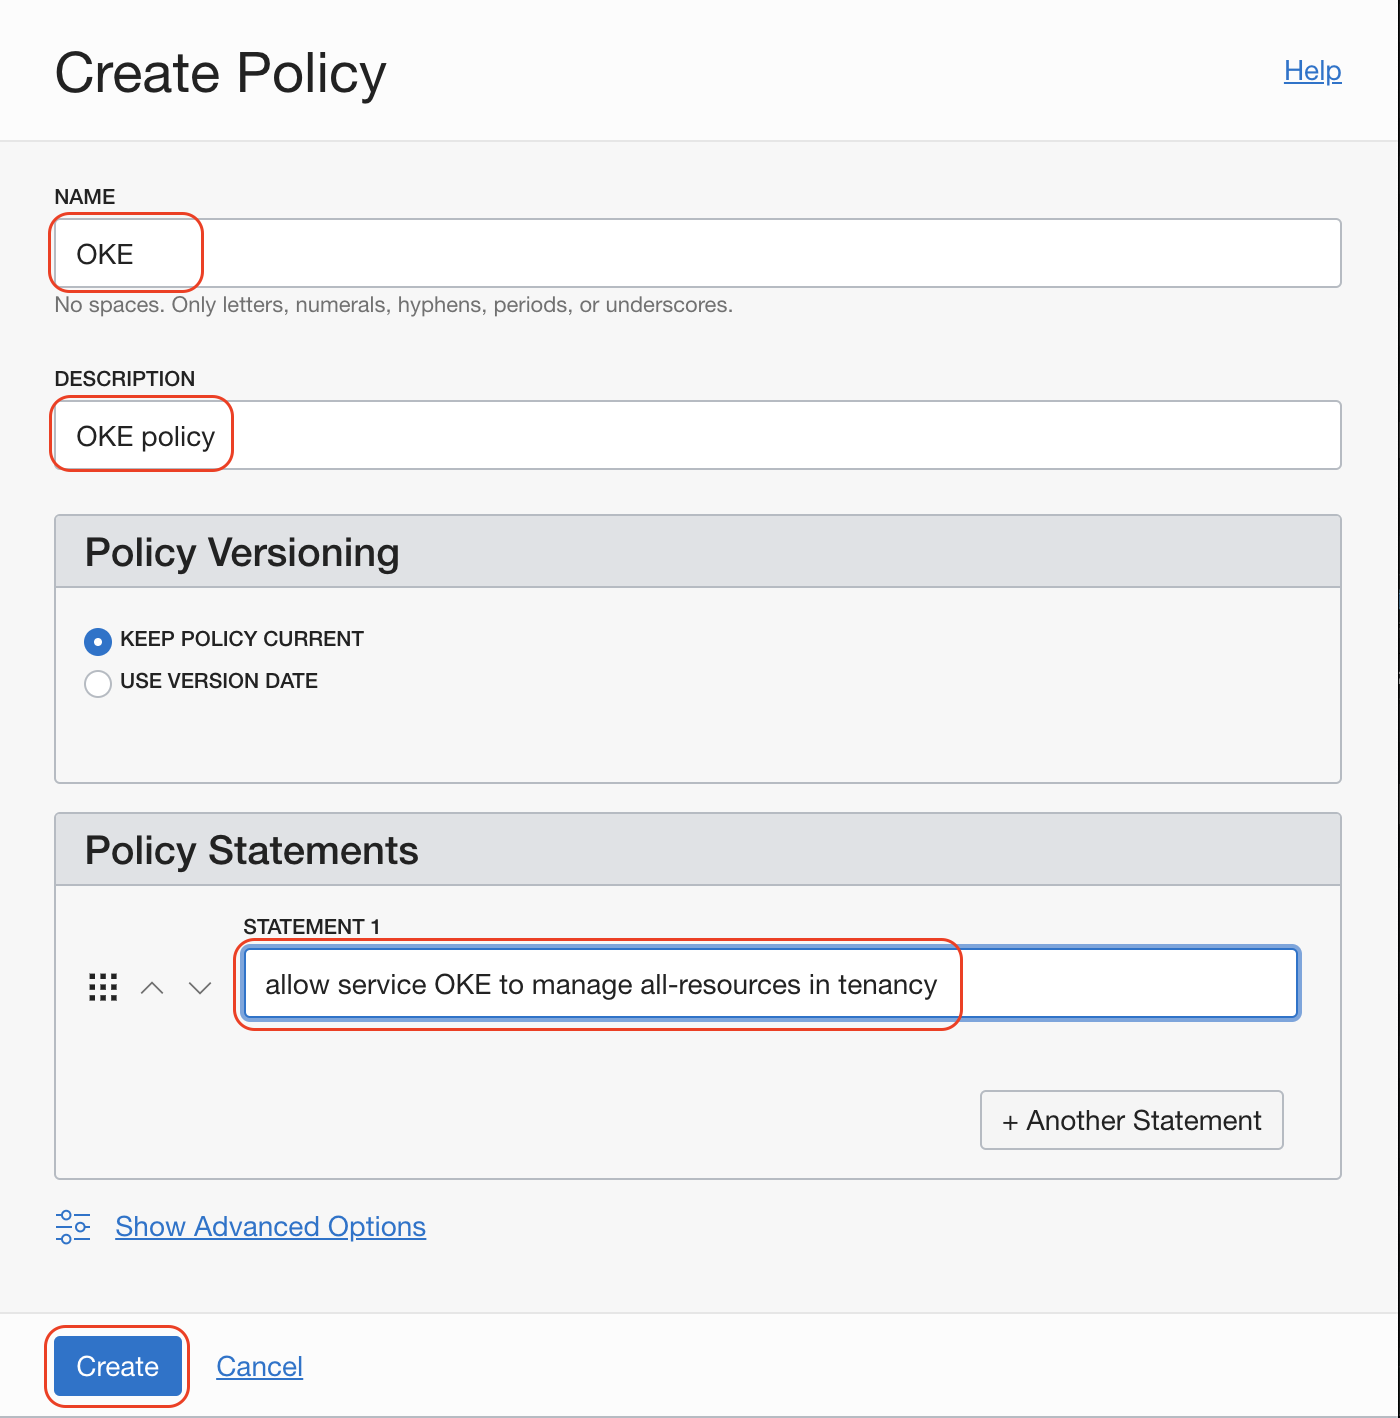 Create Policy
Help
NAME
OKE
No spaces. Only letters, numerals, hyphens, periods, or underscores.
DESCRIPTION
OKE policy
Policy Versioning
KEEP POLICY CURRENT
USE VERSION DATE
Policy Statements
STATEMENT 1
allow service OKE to manage all-resources in tenancy
+ Another Statement
Show Advanced Options
Create
Cancel